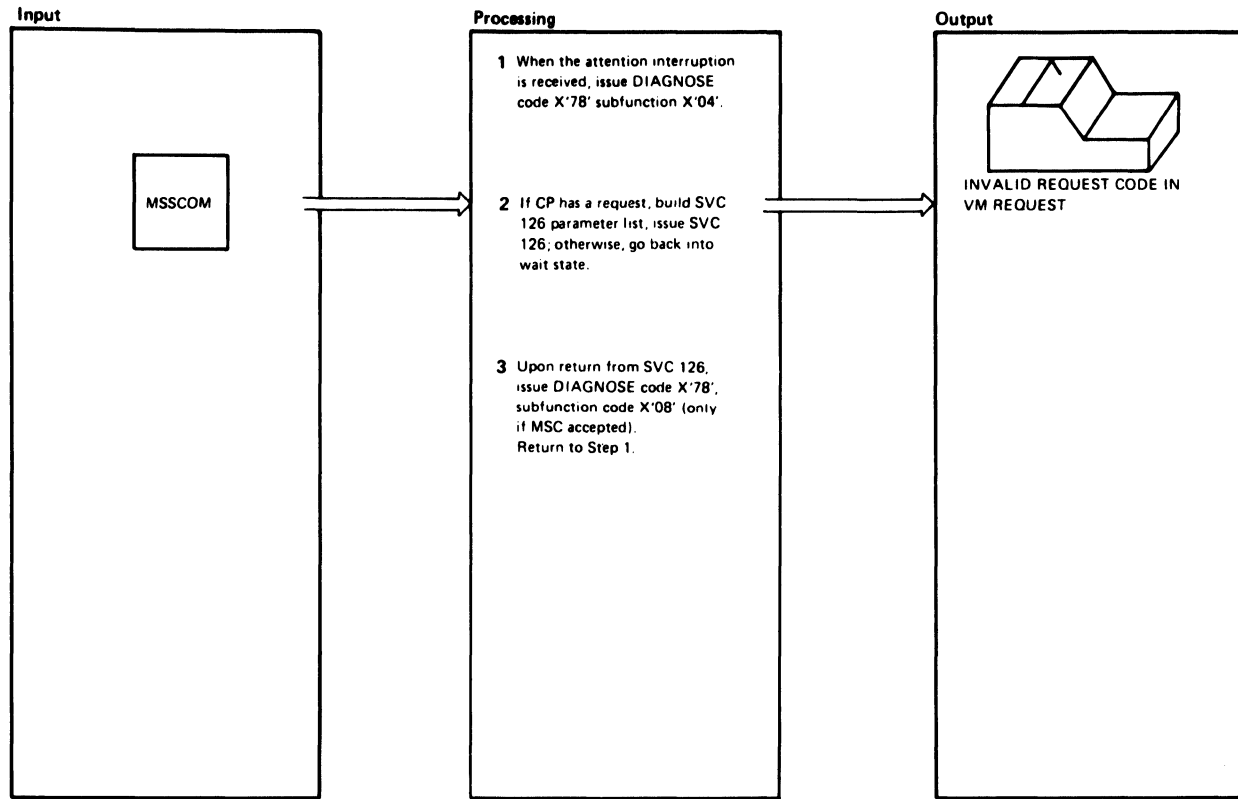 Input
MSSCOM
Processing
1 When the attention interruption
is received, issue DIAGNOSE
code X'78' subfunction X'04'.
2 If CP has a request, build SVC
126 parameter list, issue SVC
126; otherwise, go back into
wait state.
3 Upon return from SVC 126,
issue DIAGNOSE code X'78',
subfunction code X'08' (only
if MSC accepted).
Return to Step 1.
Output
INVALID REQUEST CODE IN
VM REQUEST